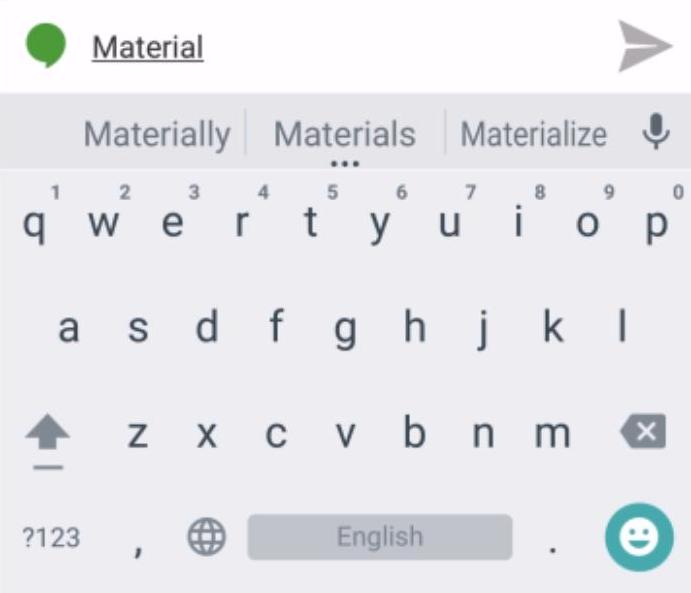 Material
Materially Materials Materialize
1 2 3 4 5 6 7 8 9 0
q w e r t y u i o p
a s d f g h j k l
z x c v b n m
?123 , English .